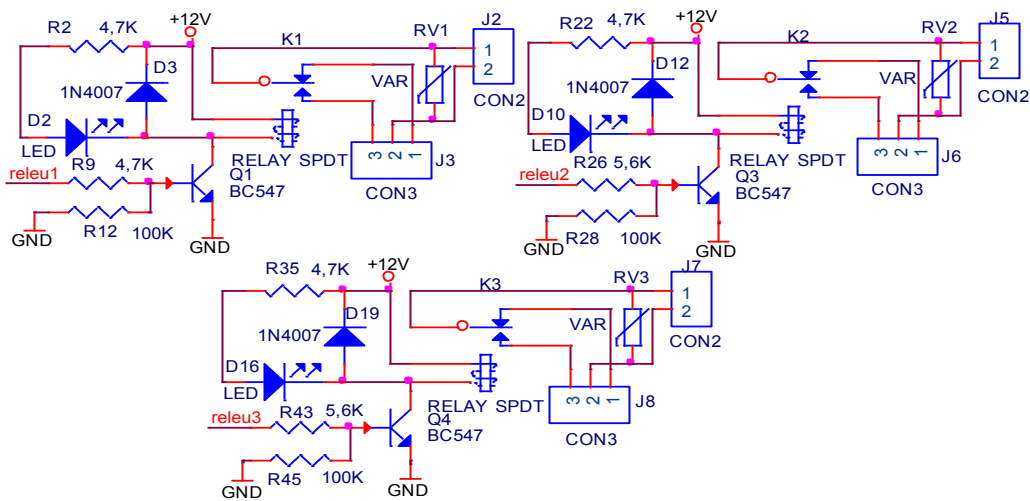 R2 4,7K +12V
K1
RV1
J2
1
2
CON2
D3
1N4007
VAR
D2
LED
RELAY SPDT
3 2 1
J3
CON3
R9 4,7K
releu1
Q1
BC547
R12 100K
GND
GND
R22 4,7K +12V
K2
RV2
J5
1
2
CON2
D12
1N4007
VAR
D10
LED
RELAY SPDT
3 2 1
J6
CON3
R26 5,6K
releu2
Q3
BC547
R28 100K
GND
GND
R35 4,7K +12V
K3
RV3
J7
1
2
CON2
D19
1N4007
VAR
D16
LED
RELAY SPDT
3 2 1
J8
CON3
R43 5,6K
releu3
Q4
BC547
R45 100K
GND
GND